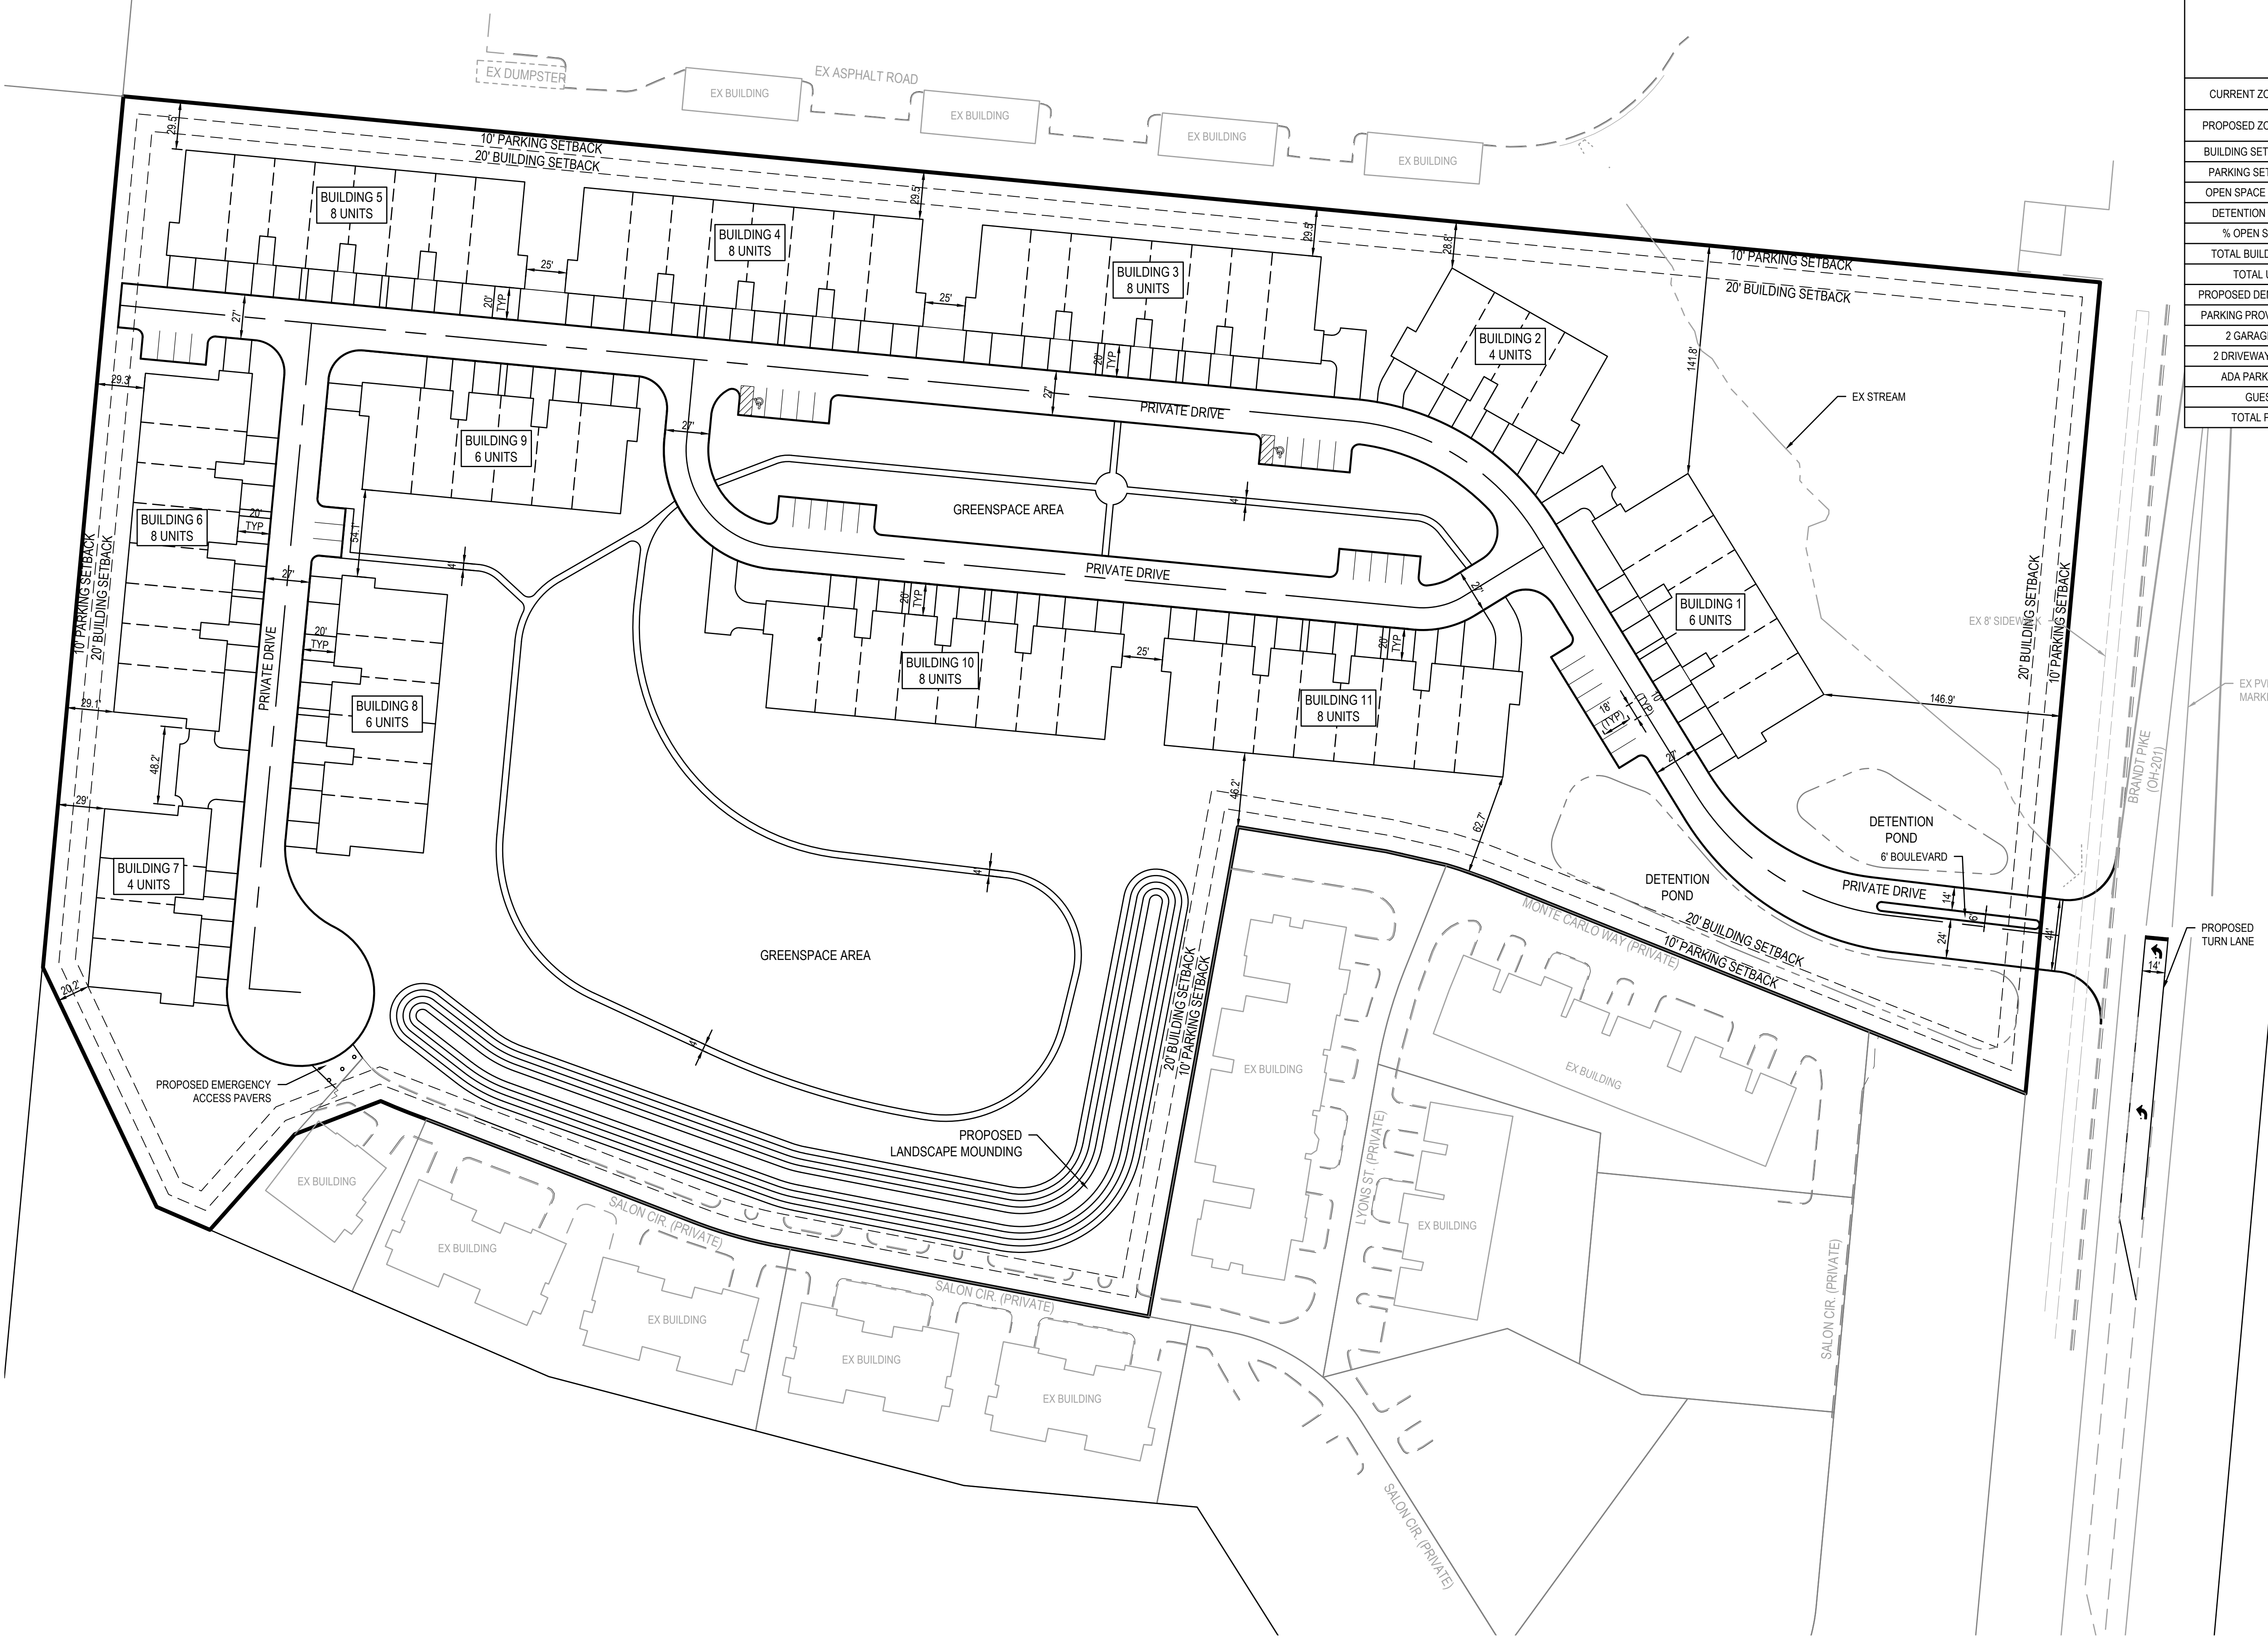 EX DUMPSTER
EX ASPHALT ROAD
EX BUILDING
EX BUILDING
EX BUILDING
EX BUILDING
CURRENT ZO
PROPOSED ZO
BUILDING SET
PARKING SET
OPEN SPACE
DETENTION
% OPEN S
TOTAL BUILD
TOTAL U
PROPOSED DE
PARKING PROV
2 GARAG
2 DRIVEWAY
ADA PARK
GUES
TOTAL P
29.5'
10' PARKING SETBACK
20' BUILDING SETBACK
29.5'
29.5'
28.8'
10' PARKING SETBACK
20' BUILDING SETBACK
BUILDING 5
8 UNITS
BUILDING 4
8 UNITS
BUILDING 3
8 UNITS
BUILDING 2
4 UNITS
25'
25'
20'
TYP
20'
TYP
141.8'
27'
27'
27'
PRIVATE DRIVE
EX STREAM
29.3'
BUILDING 9
6 UNITS
BUILDING 6
8 UNITS
20'
TYP
54.1'
4'
GREENSPACE AREA
4'
PRIVATE DRIVE
10' PARKING SETBACK
20' BUILDING SETBACK
27'
27'
20'
TYP
20'
TYP
20'
TYP
PRIVATE DRIVE
BUILDING 8
6 UNITS
BUILDING 10
8 UNITS
25'
BUILDING 11
8 UNITS
BUILDING 1
6 UNITS
18'
(TYP)
10'
(TYP)
27'
146.9'
20' BUILDING SETBACK
10' PARKING SETBACK
EX 8' SIDEWALK
EX PV
MARK
BRANDT PIKE
(OH-201)
29.1'
48.2'
29'
BUILDING 7
4 UNITS
20.2'
46.2'
62.7'
4'
DETENTION
POND
6' BOULEVARD
DETENTION
POND
PRIVATE DRIVE
14'
6'
24'
44'
20' BUILDING SETBACK
10' PARKING SETBACK
MONTE CARLO WAY (PRIVATE)
PROPOSED
TURN LANE
14'
GREENSPACE AREA
4'
20' BUILDING SETBACK
10' PARKING SETBACK
PROPOSED EMERGENCY
ACCESS PAVERS
PROPOSED
LANDSCAPE MOUNDING
EX BUILDING
EX BUILDING
EX BUILDING
EX BUILDING
EX BUILDING
EX BUILDING
EX BUILDING
EX BUILDING
SALON CIR. (PRIVATE)
SALON CIR. (PRIVATE)
LYONS ST. (PRIVATE)
SALON CIR. (PRIVATE)
SALON CIR. (PRIVATE)